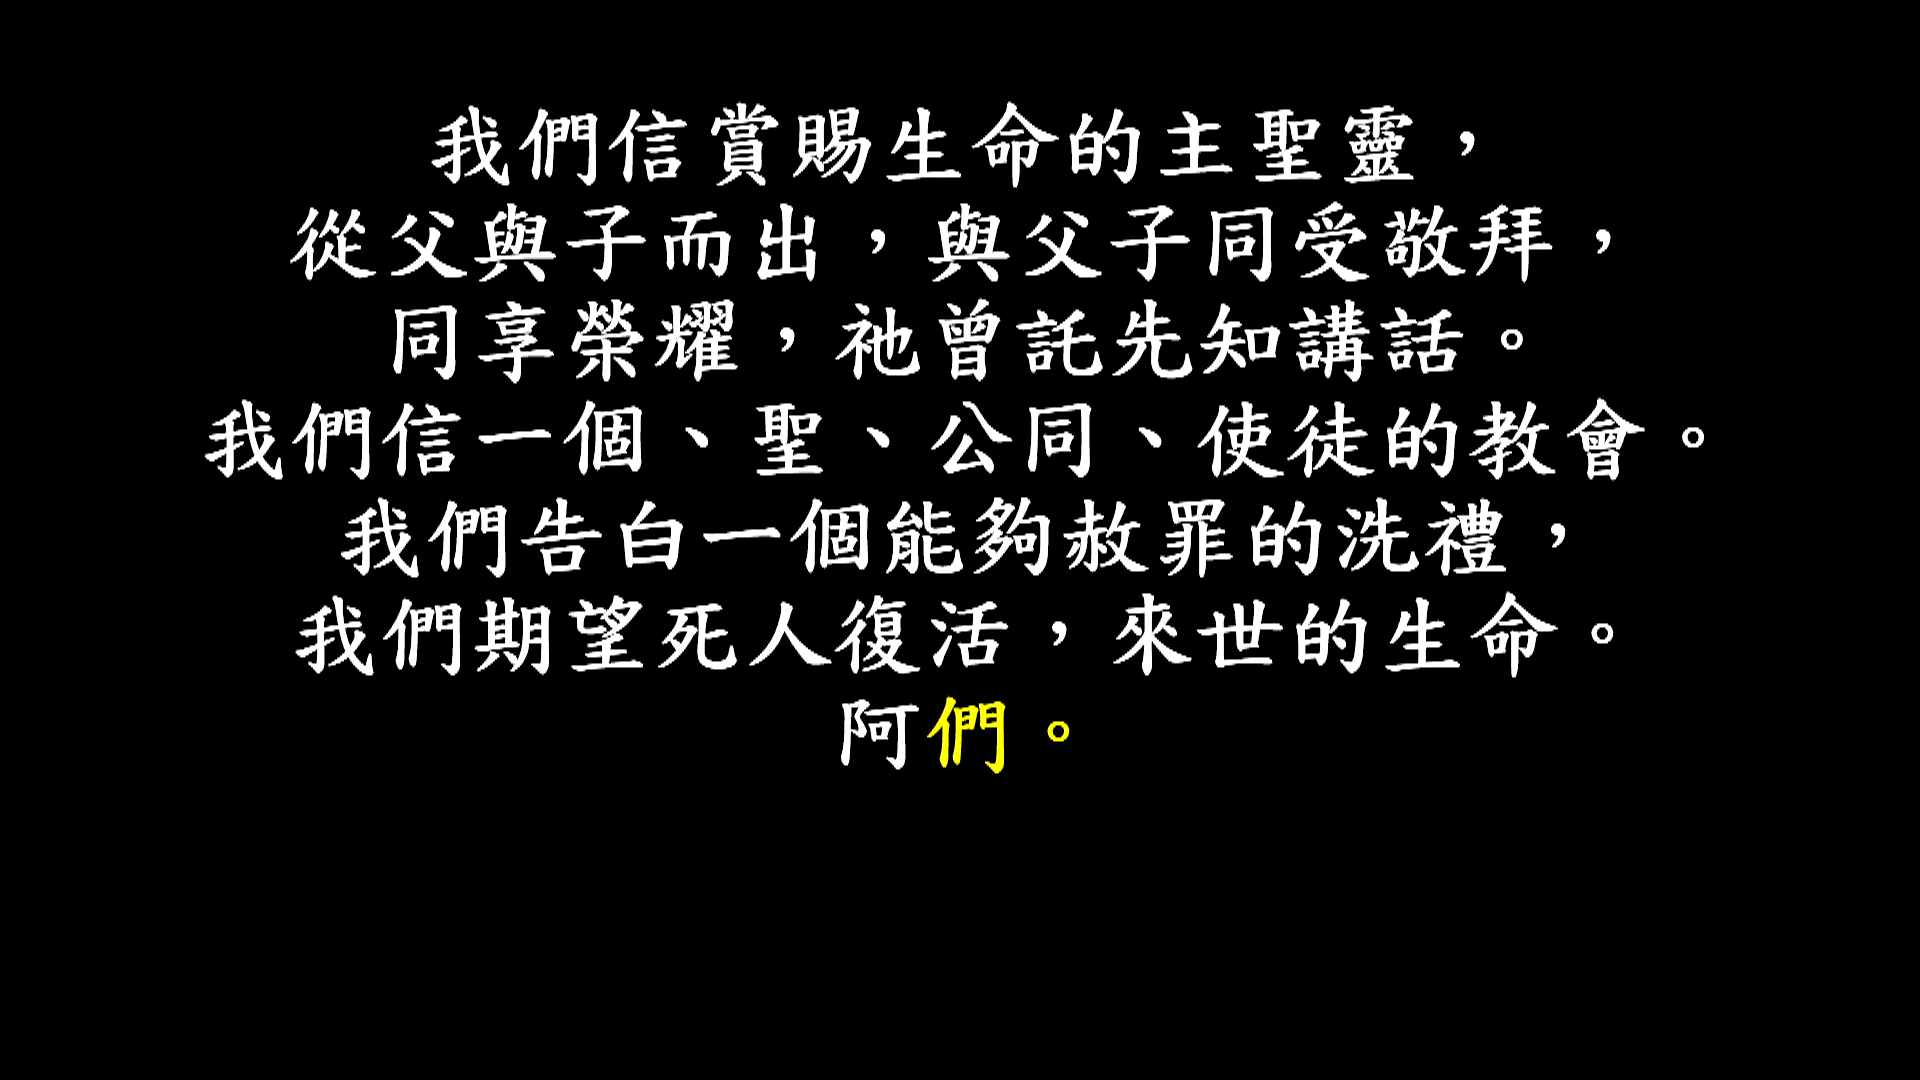 我們信賞賜生命的主聖靈，
從父與子而出，與父子同受敬拜，
同享榮耀，祂曾託先知講話。
我們信一個、聖、公同、使徒的教會。
我們告白一個能夠赦罪的洗禮，
我們期望死人復活，來世的生命。
阿們。